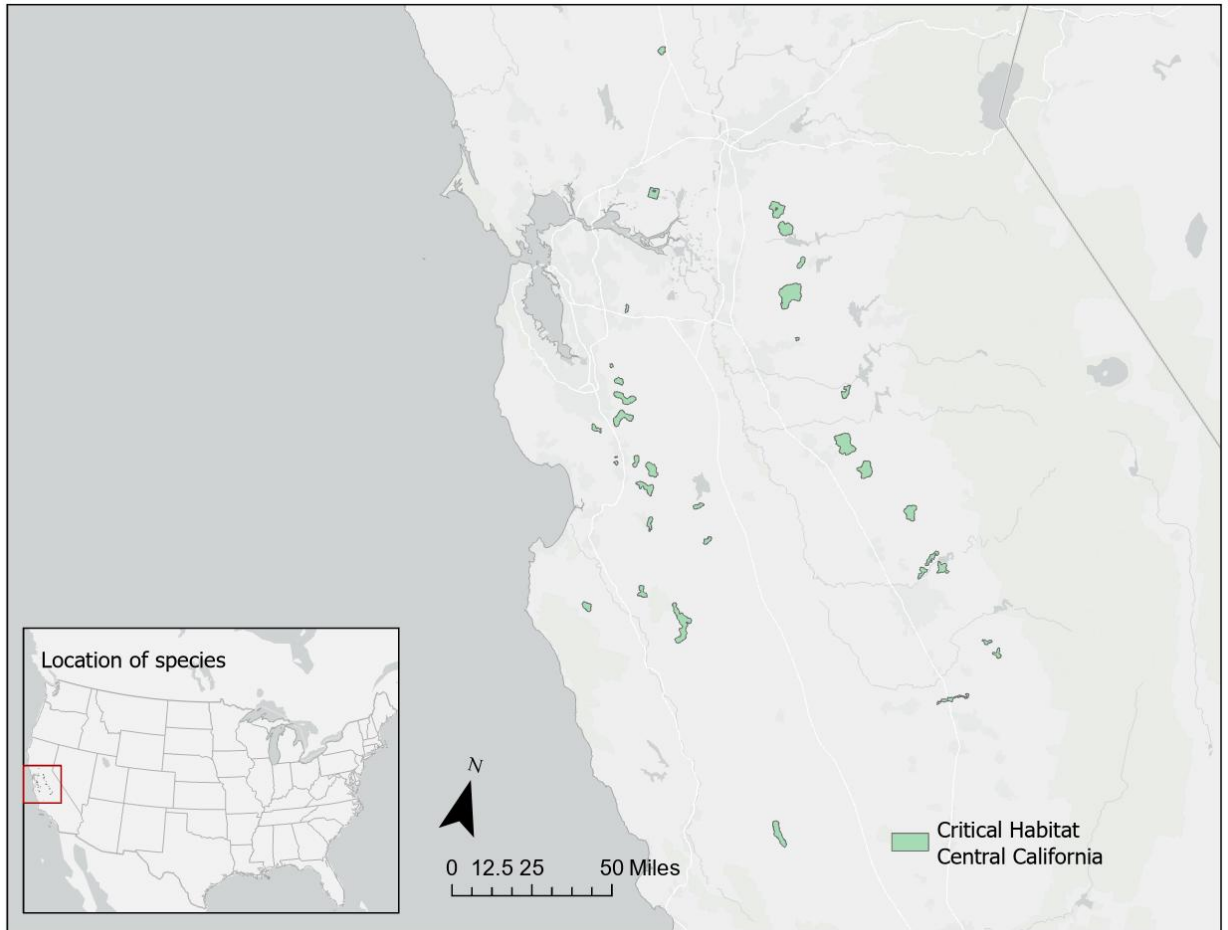 Location of species
N
0 12.5 25 50 Miles
Critical Habitat
Central California